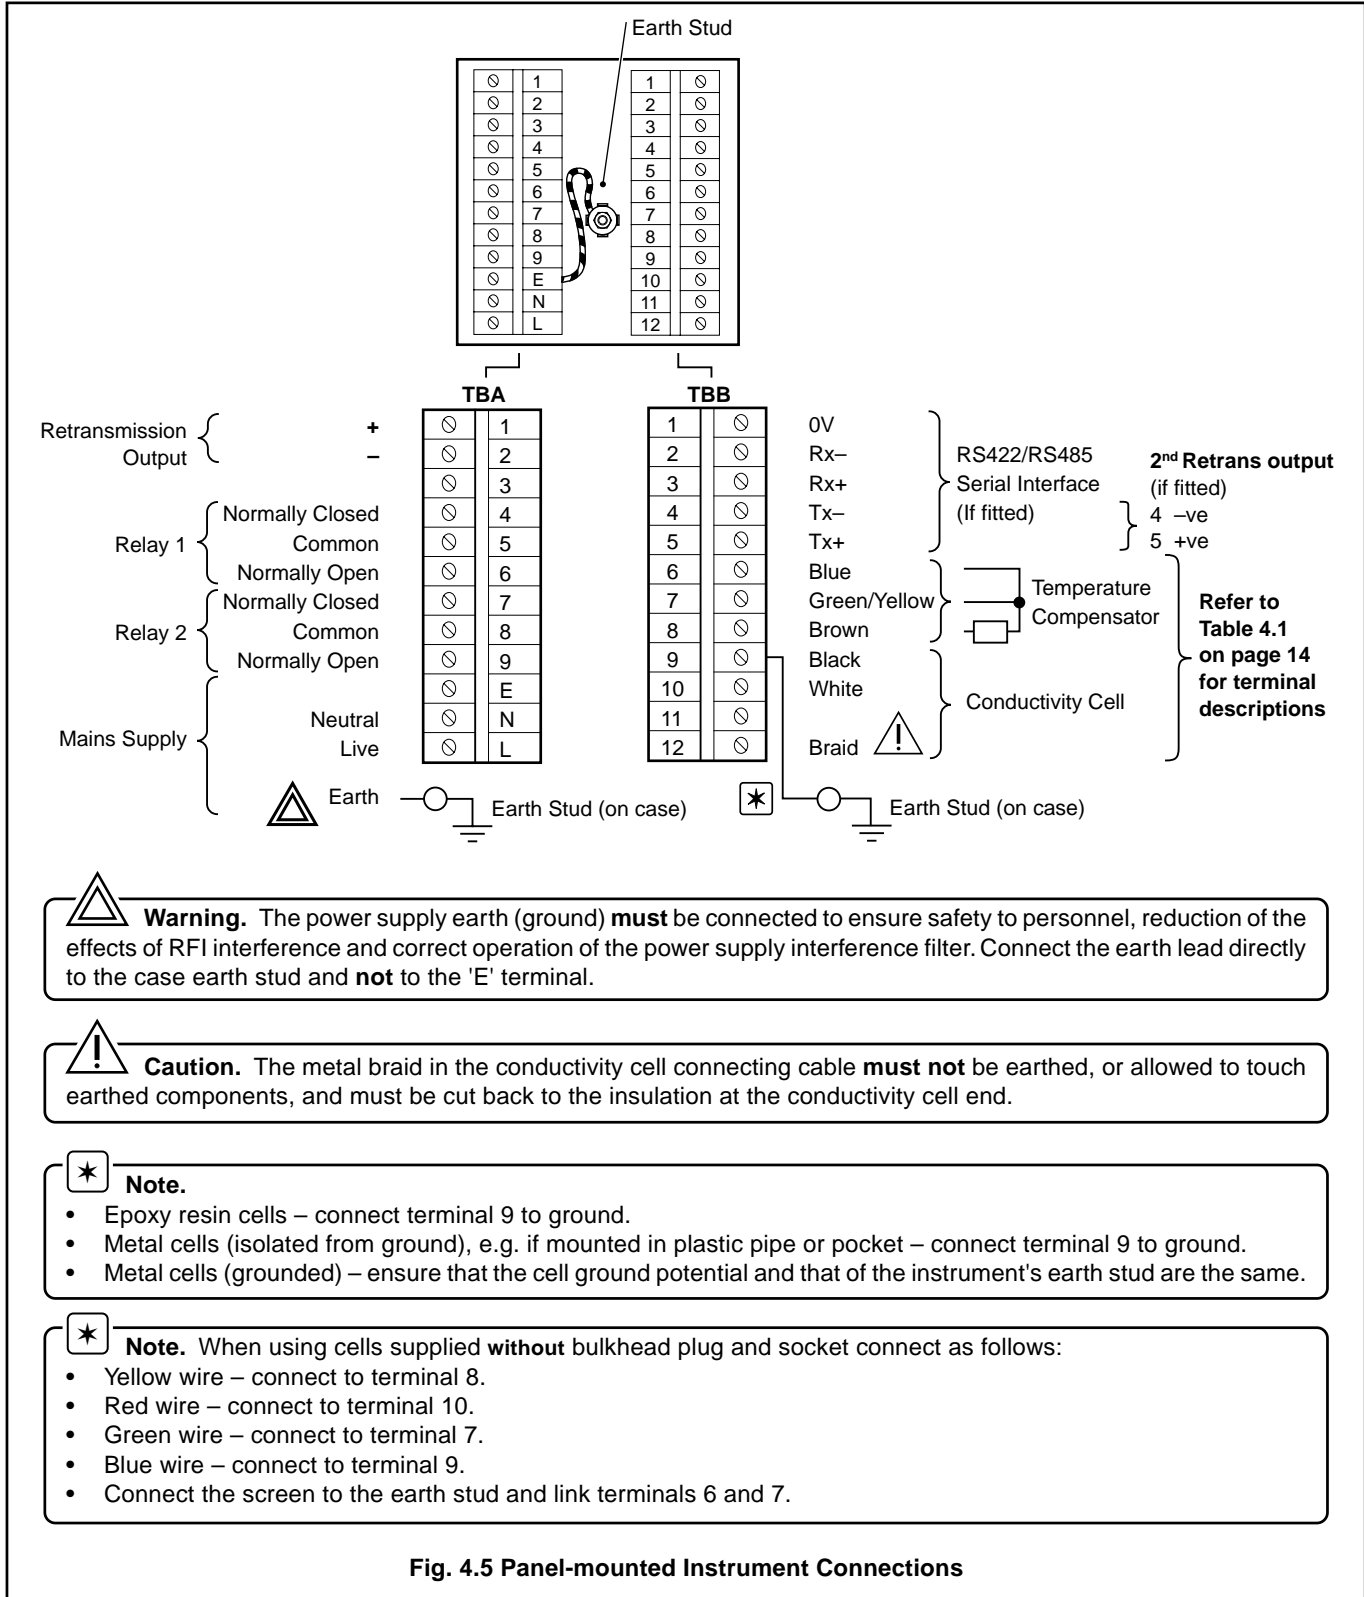 Earth Stud
1 1
2 2
3 3
4 4
5 5
6 6
7 7
8 8
9 9
E 10
N 11
L 12
TBA TBB
Retransmission Output
+ 1
– 2
3
Relay 1
Normally Closed 4
Common 5
Normally Open 6
Relay 2
Normally Closed 7
Common 8
Normally Open 9
Mains Supply
E
Neutral N
Live L
Earth
Earth Stud (on case)
1 0V
2 Rx–
3 Rx+
4 Tx–
5 Tx+
RS422/RS485
Serial Interface
(If fitted)
2nd Retrans output
(if fitted)
4 –ve
5 +ve
6 Blue
7 Green/Yellow
8 Brown
Temperature
Compensator
9 Black
10 White
11
12 Braid
Conductivity Cell
Refer to
Table 4.1
on page 14
for terminal
descriptions
Earth Stud (on case)
Warning. The power supply earth (ground) must be connected to ensure safety to personnel, reduction of the
effects of RFI interference and correct operation of the power supply interference filter. Connect the earth lead directly
to the case earth stud and not to the 'E' terminal.
Caution. The metal braid in the conductivity cell connecting cable must not be earthed, or allowed to touch
earthed components, and must be cut back to the insulation at the conductivity cell end.
Note.
• Epoxy resin cells – connect terminal 9 to ground.
• Metal cells (isolated from ground), e.g. if mounted in plastic pipe or pocket – connect terminal 9 to ground.
• Metal cells (grounded) – ensure that the cell ground potential and that of the instrument's earth stud are the same.
Note. When using cells supplied without bulkhead plug and socket connect as follows:
• Yellow wire – connect to terminal 8.
• Red wire – connect to terminal 10.
• Green wire – connect to terminal 7.
• Blue wire – connect to terminal 9.
• Connect the screen to the earth stud and link terminals 6 and 7.
Fig. 4.5 Panel-mounted Instrument Connections